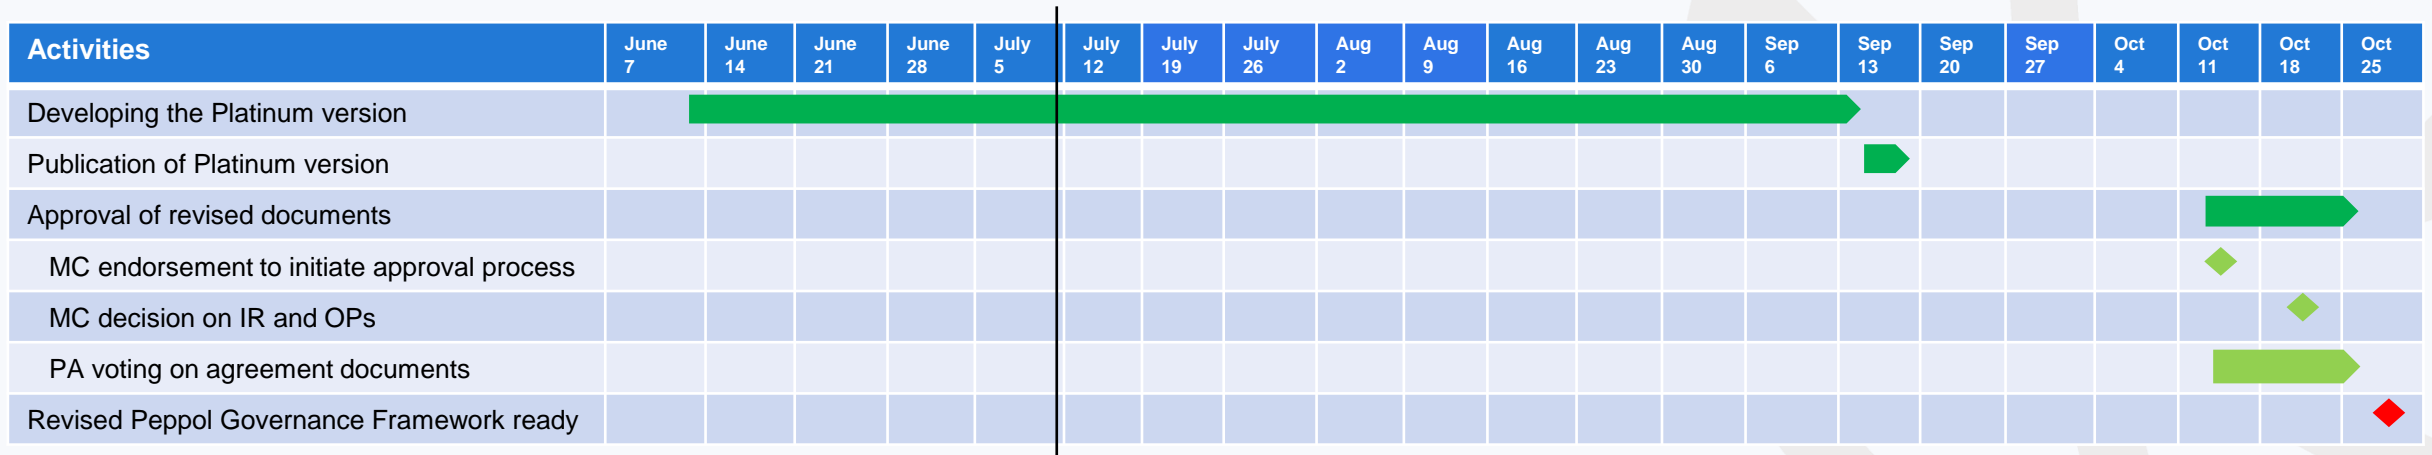 Activities
June 7
June 14
June 21
June 28
July 5
July 12
July 19
July 26
Aug 2
Aug 9
Aug 16
Aug 23
Aug 30
Sep 6
Sep 13
Sep 20
Sep 27
Oct 4
Oct 11
Oct 18
Oct 25
Developing the Platinum version
Publication of Platinum version
Approval of revised documents
MC endorsement to initiate approval process
MC decision on IR and OPs
PA voting on agreement documents
Revised Peppol Governance Framework ready